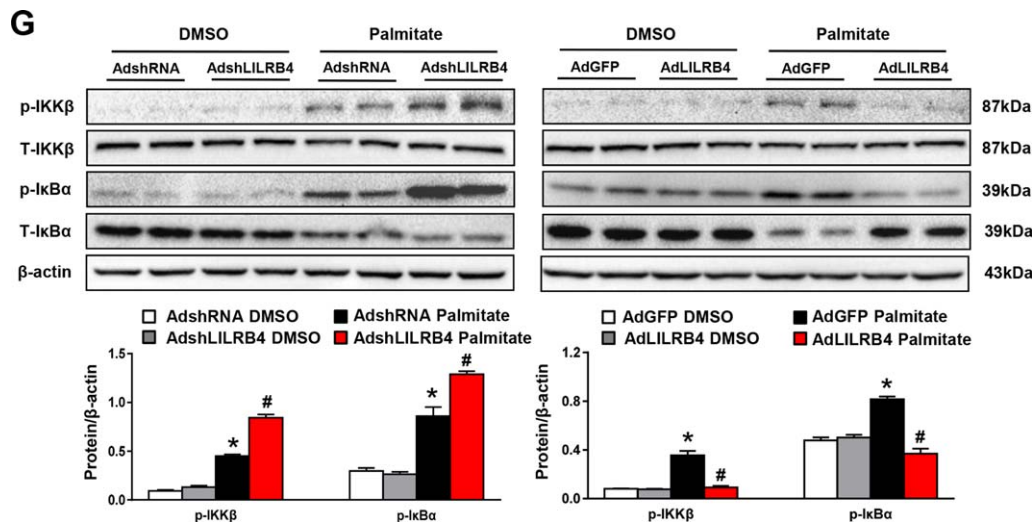 G
DMSO Palmitate DMSO Palmitate
AdshRNA AdshLILRB4 AdshRNA AdshLILRB4 AdGFP AdLILRB4 AdGFP AdLILRB4
p-IKKβ 87kDa
T-IKKβ 87kDa
p-IκBα 39kDa
T-IκBα 39kDa
β-actin 43kDa
AdshRNA DMSO AdshRNA Palmitate
AdshLILRB4 DMSO AdshLILRB4 Palmitate
Protein/β-actin
1.5
1.0
0.5
0.0
* # * #
p-IKKβ p-IκBα
AdGFP DMSO AdGFP Palmitate
AdLILRB4 DMSO AdLILRB4 Palmitate
Protein/β-actin
1.2
0.8
0.4
0.0
* # * #
p-IKKβ p-IκBα